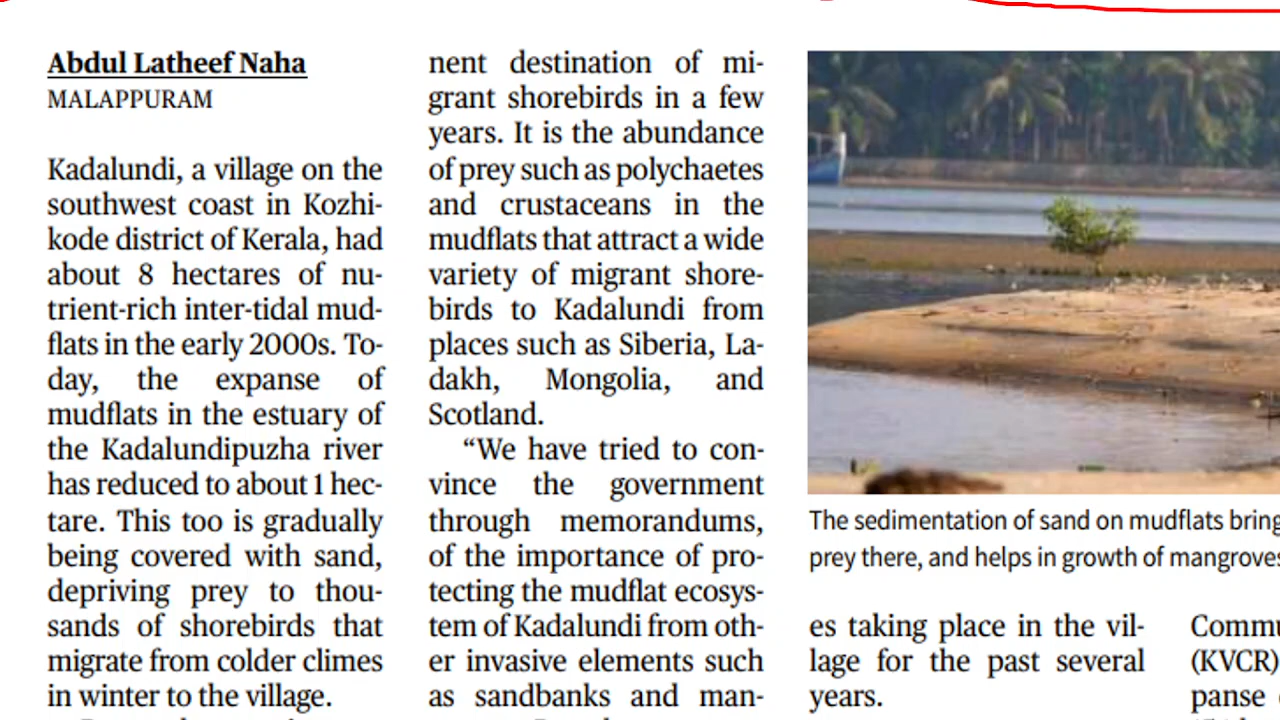 Abdul Latheef Naha
MALAPPURAM
Kadalundi, a village on the
southwest coast in Kozhi-
kode district of Kerala, had
about 8 hectares of nu-
trient-rich inter-tidal mud-
flats in the early 2000s. To-
day, the expanse of
mudflats in the estuary of
the Kadalundipuzha river
has reduced to about 1 hec-
tare. This too is gradually
being covered with sand,
depriving prey to thou-
sands of shorebirds that
migrate from colder climes
in winter to the village.
nent destination of mi-
grant shorebirds in a few
years. It is the abundance
of prey such as polychaetes
and crustaceans in the
mudflats that attract a wide
variety of migrant shore-
birds to Kadalundi from
places such as Siberia, La-
dakh, Mongolia, and
Scotland.
“We have tried to con-
vince the government
through memorandums,
of the importance of pro-
tecting the mudflat ecosys-
tem of Kadalundi from oth-
er invasive elements such
as sandbanks and man-
The sedimentation of sand on mudflats bring
prey there, and helps in growth of mangroves
es taking place in the vil-
lage for the past several
years.
Commu
(KVCR)
panse